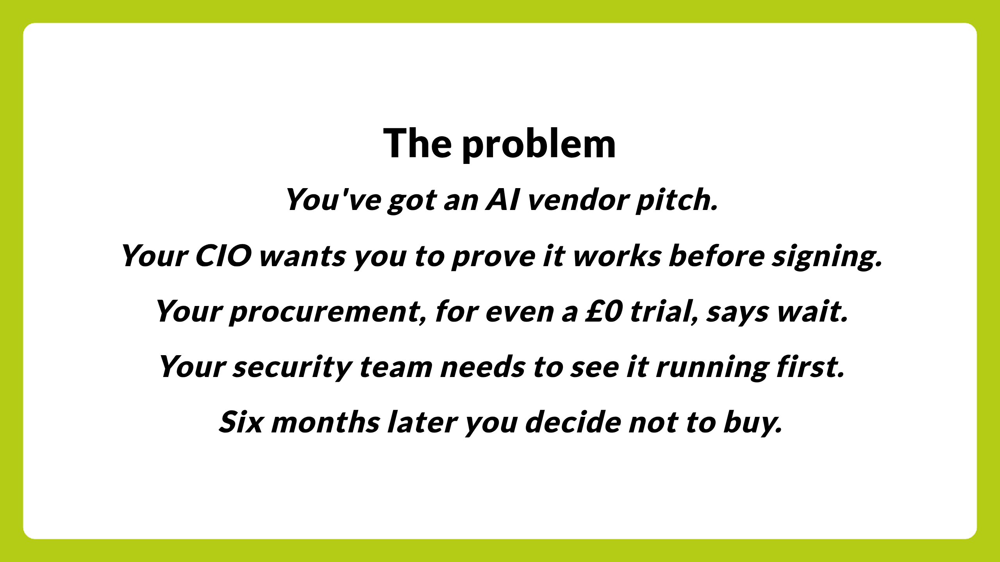 The problem
You've got an AI vendor pitch.
Your CIO wants you to prove it works before signing.
Your procurement, for even a £0 trial, says wait.
Your security team needs to see it running first.
Six months later you decide not to buy.